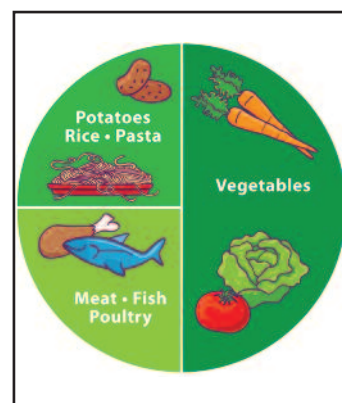 Potatoes
Rice • Pasta
Vegetables
Meat • Fish
Poultry